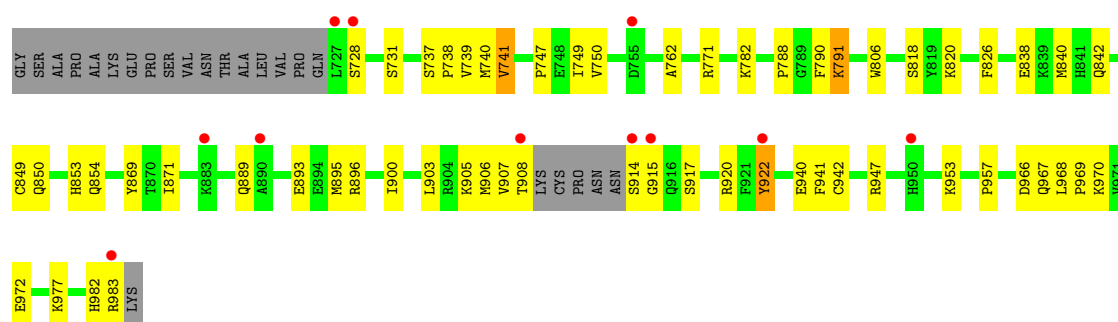 GLY SER ALA PRO ALA LYS GLU PRO SER VAL ASN THR ALA LEU VAL PRO GLN L727 S728 S731 S737 P738 V739 M740 V741 P747 E748 I749 V750 D755 A762 R771 K782 P788 G789 F790 K791 W806 S818 Y819 K820 F826 E838 K839 M840 H841 Q842
C849 Q850 H853 Q854 Y869 T870 I871 K883 Q889 A890 E893 E894 M895 R896 I900 L903 R904 K905 M906 V907 T908 LYS CYS PRO ASN ASN S914 G915 Q916 S917 R920 F921 Y922 E940 F941 C942 R947 H950 K953 P957 D966 Q967 L968 P969 K970
E972 K977 H982 R983 LYS